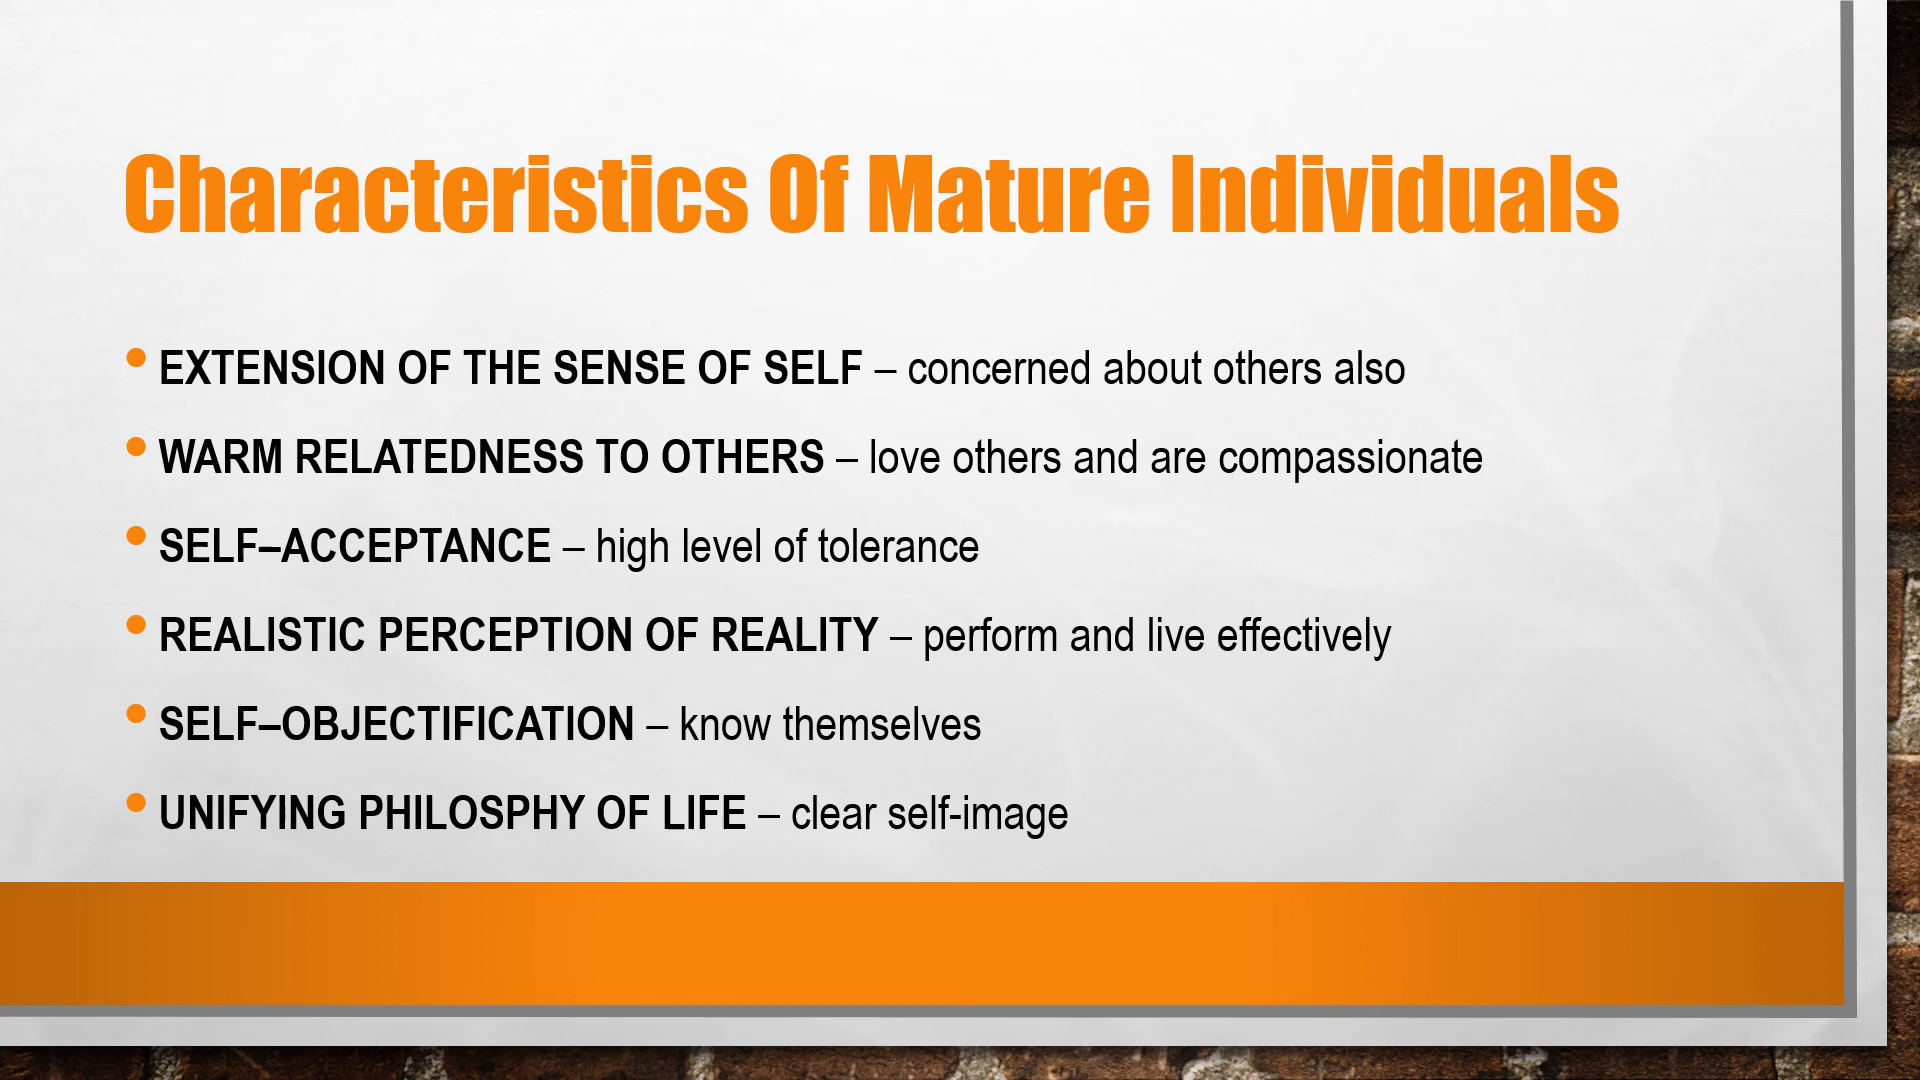 Characteristics Of Mature Individuals
• EXTENSION OF THE SENSE OF SELF – concerned about others also
• WARM RELATEDNESS TO OTHERS – love others and are compassionate
• SELF–ACCEPTANCE – high level of tolerance
• REALISTIC PERCEPTION OF REALITY – perform and live effectively
• SELF–OBJECTIFICATION – know themselves
• UNIFYING PHILOSPHY OF LIFE – clear self-image